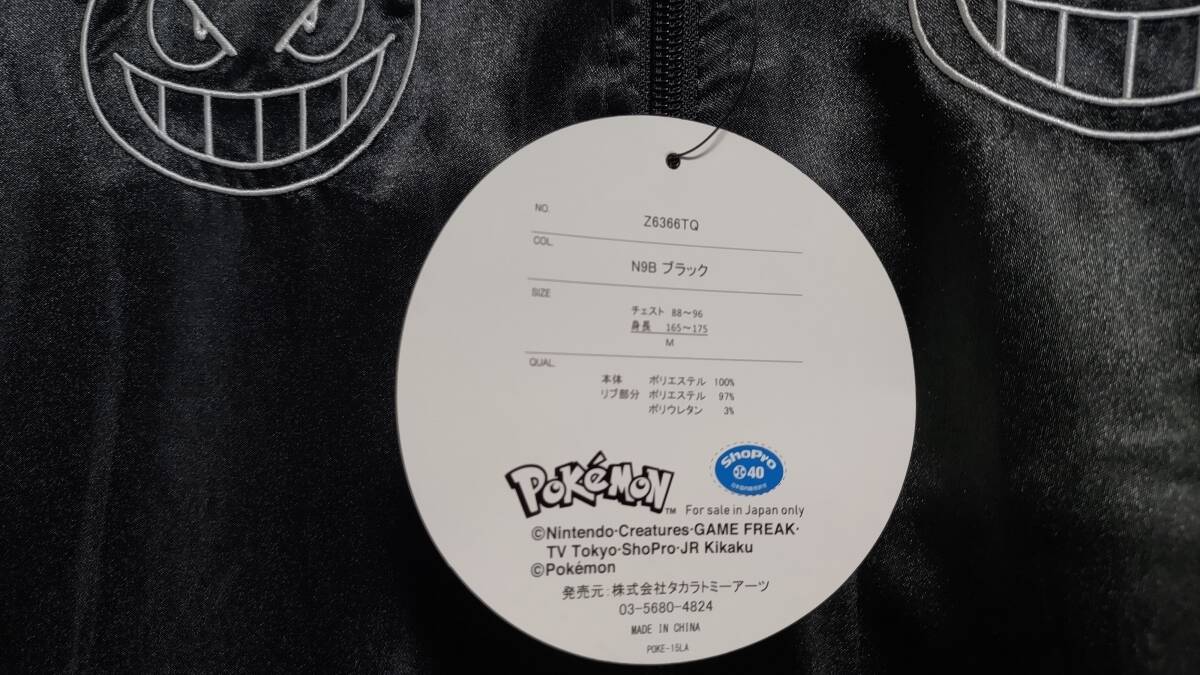 NO.
Z6366TQ
COL.
N9B ブラック
SIZE
チェスト 88〜96
身長 165〜175
M
QUAL.
本体 ポリエステル 100%
リブ部分 ポリエステル 97%
ポリウレタン 3%
ShoPro
40
POKéMON™ For sale in Japan only
©Nintendo・Creatures・GAME FREAK・
TV Tokyo・ShoPro・JR Kikaku
©Pokémon
発売元:株式会社タカラトミーアーツ
03-5680-4824
MADE IN CHINA
POKE-15LA